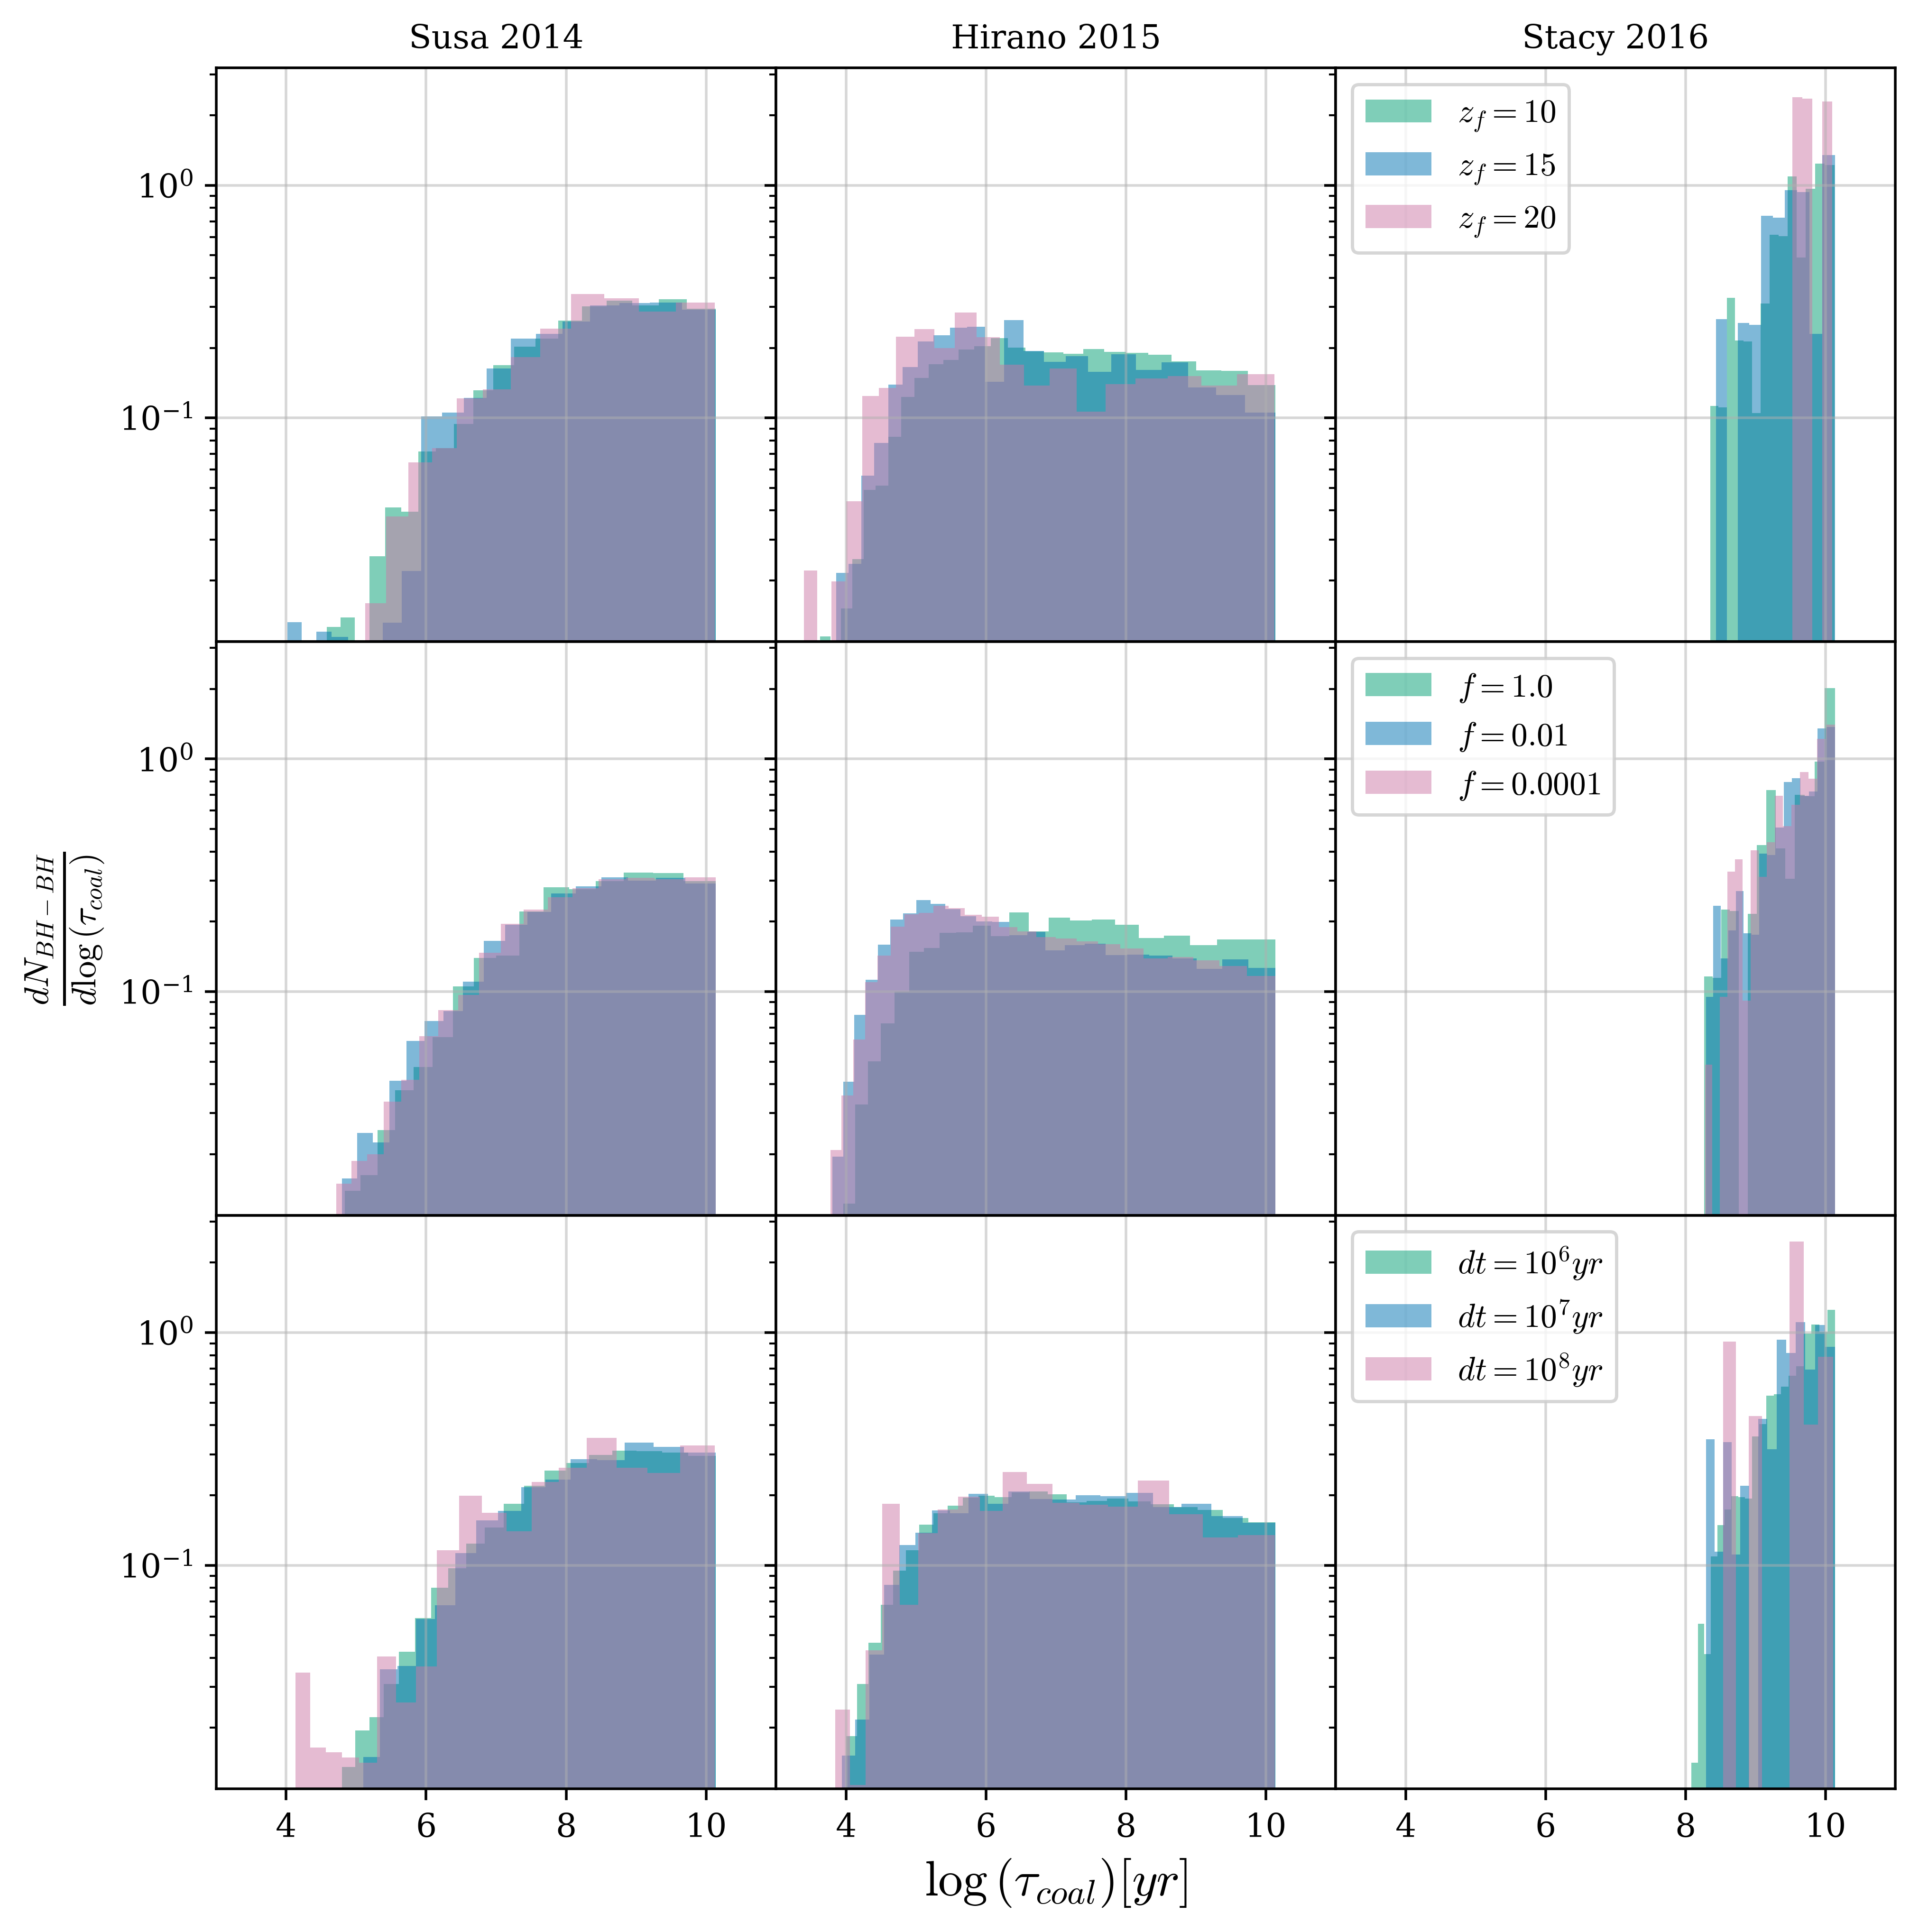 Susa 2014 Hirano 2015 Stacy 2016
z_f = 10
z_f = 15
z_f = 20
10^0
10^−1
f = 1.0
f = 0.01
f = 0.0001
10^0
10^−1
dN_{BH−BH}
d log (τ_{coal})
dt = 10^6 yr
dt = 10^7 yr
dt = 10^8 yr
10^0
10^−1
4 6 8 10 4 6 8 10 4 6 8 10
log (τ_{coal})[yr]